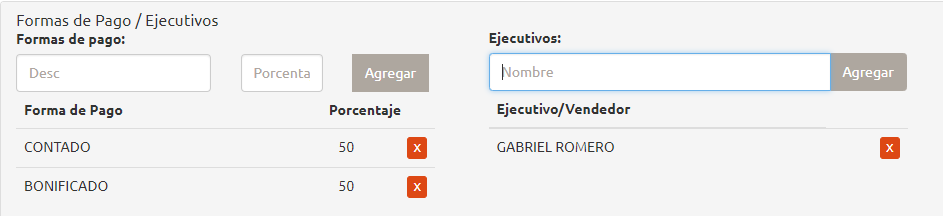 Formas de Pago / Ejecutivos
Formas de pago:
Desc
Porcenta
Agregar
Forma de Pago
Porcentaje
CONTADO
50
X
BONIFICADO
50
X
Ejecutivos:
Nombre
Agregar
Ejecutivo/Vendedor
GABRIEL ROMERO
X